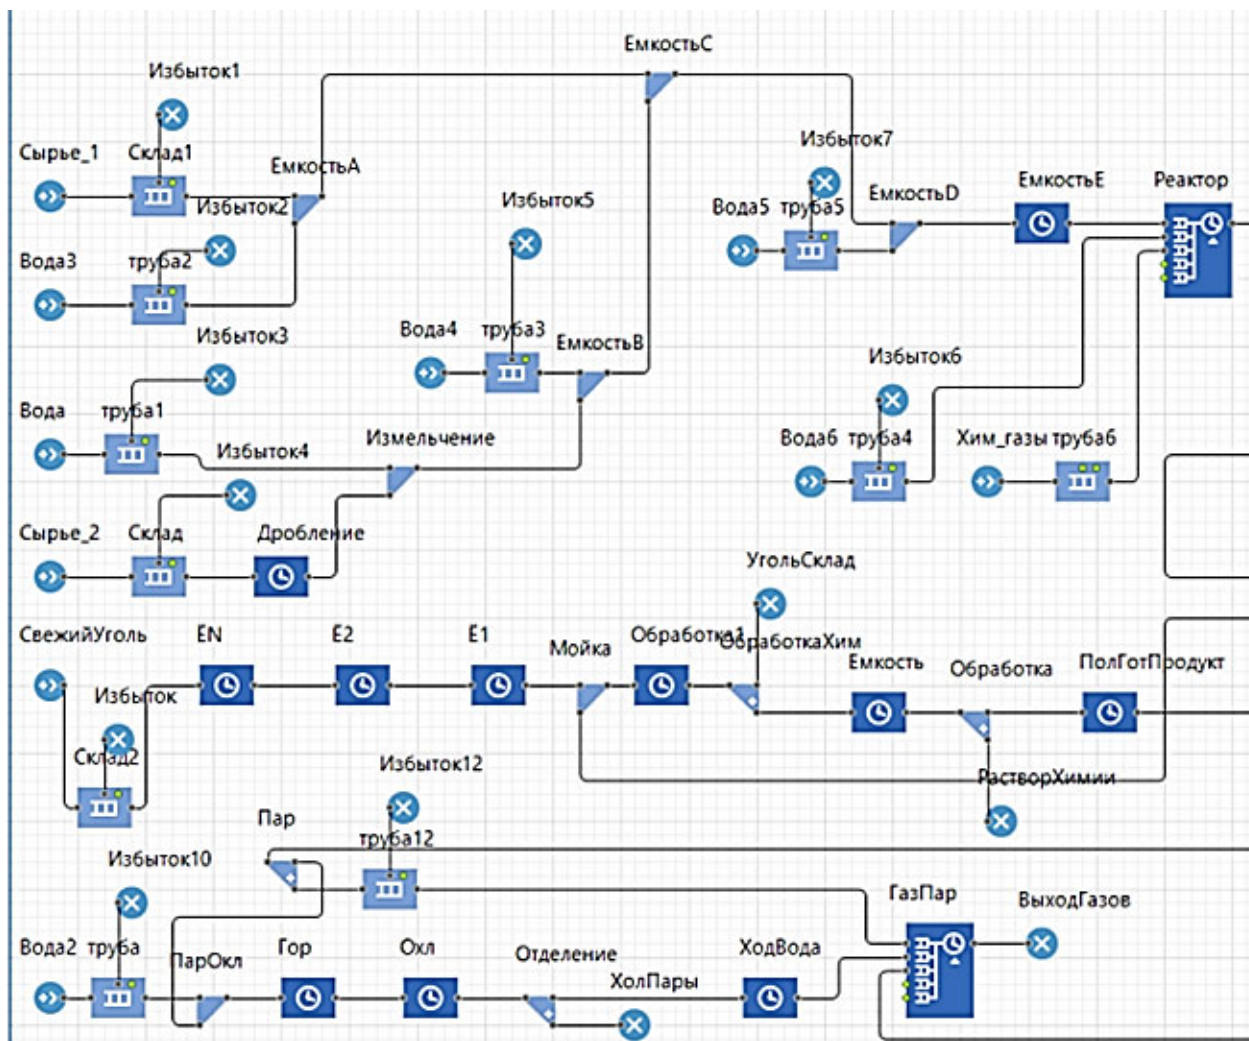 ЕмкостьС
Избыток1
Избыток7
Сырье_1
Склад1
ЕмкостьА
ЕмкостьD
ЕмкостьЕ
Реактор
Избыток2
Избыток5
Вода5
труба5
Вода3
труба2
Избыток3
Вода4
труба3
ЕмкостьВ
Избыток6
Вода
труба1
Избыток4
Измельчение
Вода6
труба4
Хим_газы
труба6
Сырье_2
Склад
Дробление
УгольСклад
СвежийУголь
EN
E2
E1
Мойка
Обработка1
ОбработкаХим
Емкость
Обработка
ПолГотПродукт
Избыток
Склад2
Избыток12
РастворХимии
Пар
труба12
Избыток10
ГазПар
ВыходГазов
Вода2
труба
ПарОкл
Гор
Охл
Отделение
ХолПары
ХодВода